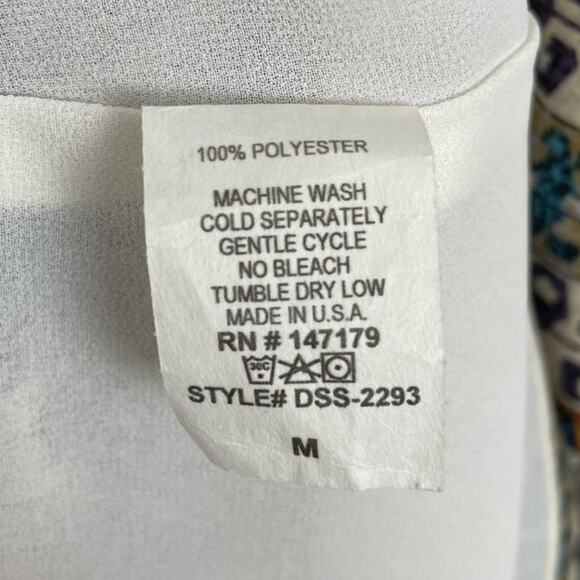 100% POLYESTER
MACHINE WASH
COLD SEPARATELY
GENTLE CYCLE
NO BLEACH
TUMBLE DRY LOW
MADE IN U.S.A.
RN # 147179
30C
STYLE# DSS-2293
M